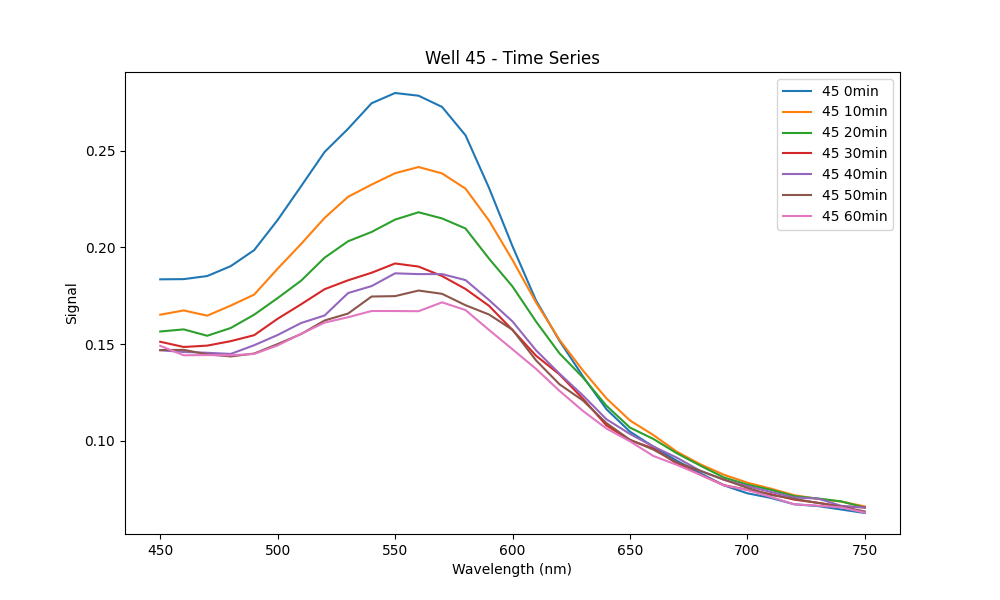 Well 45 - Time Series
Signal
0.25
0.20
0.15
0.10
450 500 550 600 650 700 750
Wavelength (nm)
45 0min
45 10min
45 20min
45 30min
45 40min
45 50min
45 60min